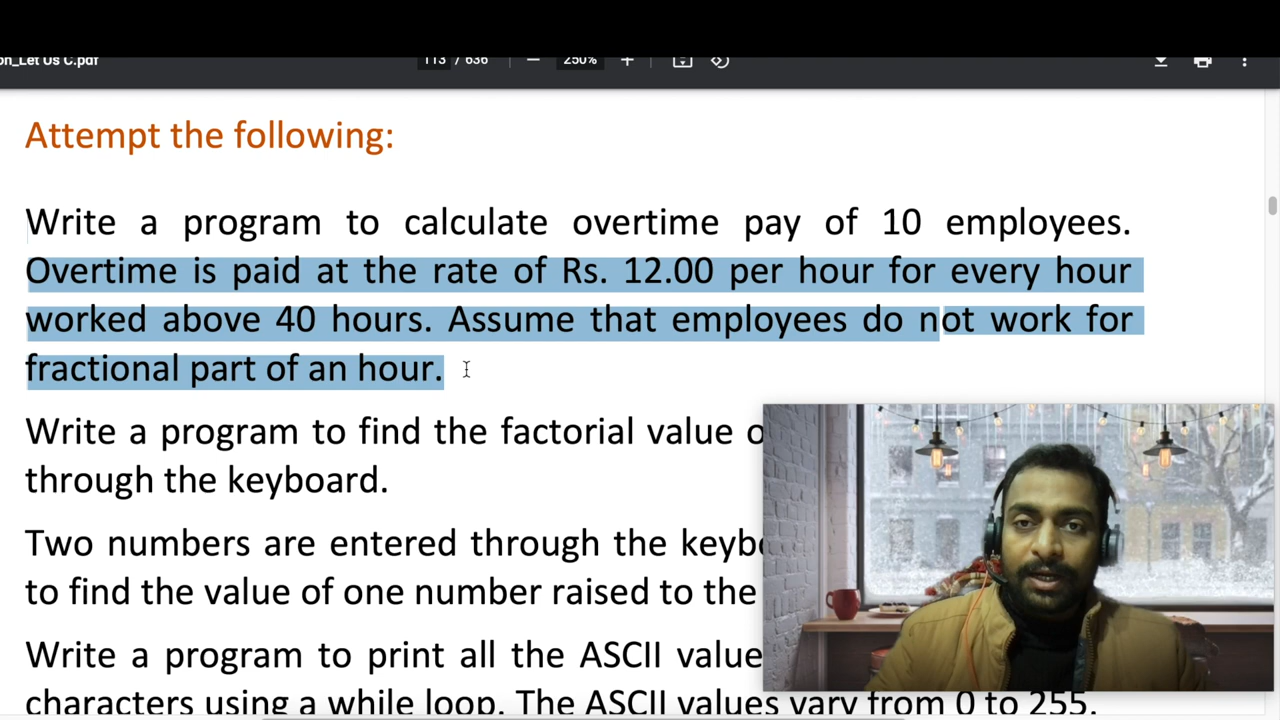 on_Let Us C.pdf 113 / 636 250%
Attempt the following:
Write a program to calculate overtime pay of 10 employees.
Overtime is paid at the rate of Rs. 12.00 per hour for every hour
worked above 40 hours. Assume that employees do not work for
fractional part of an hour.
Write a program to find the factorial value
through the keyboard.
Two numbers are entered through the
to find the value of one number raised to the
Write a program to print all the ASCII value
characters using a while loop. The ASCII values vary from 0 to 255.